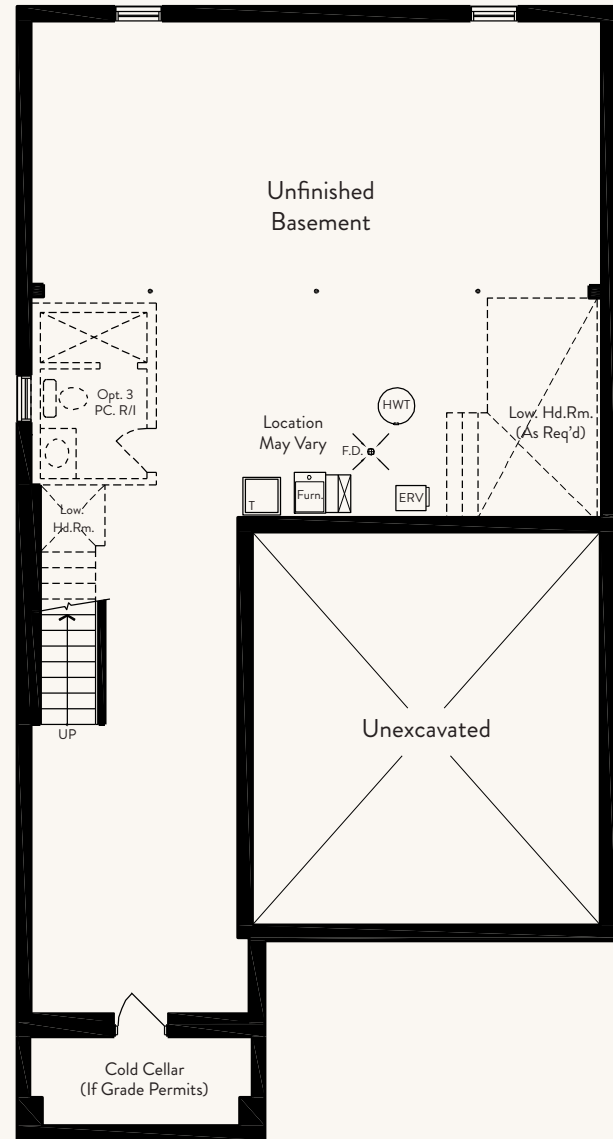 Unfinished
Basement
Opt. 3
PC. R/I
HWT
Location
May Vary
F.D.
Low. Hd.Rm.
(As Req'd)
T
Furn.
ERV
Low.
Hd.Rm.
UP
Unexcavated
Cold Cellar
(If Grade Permits)